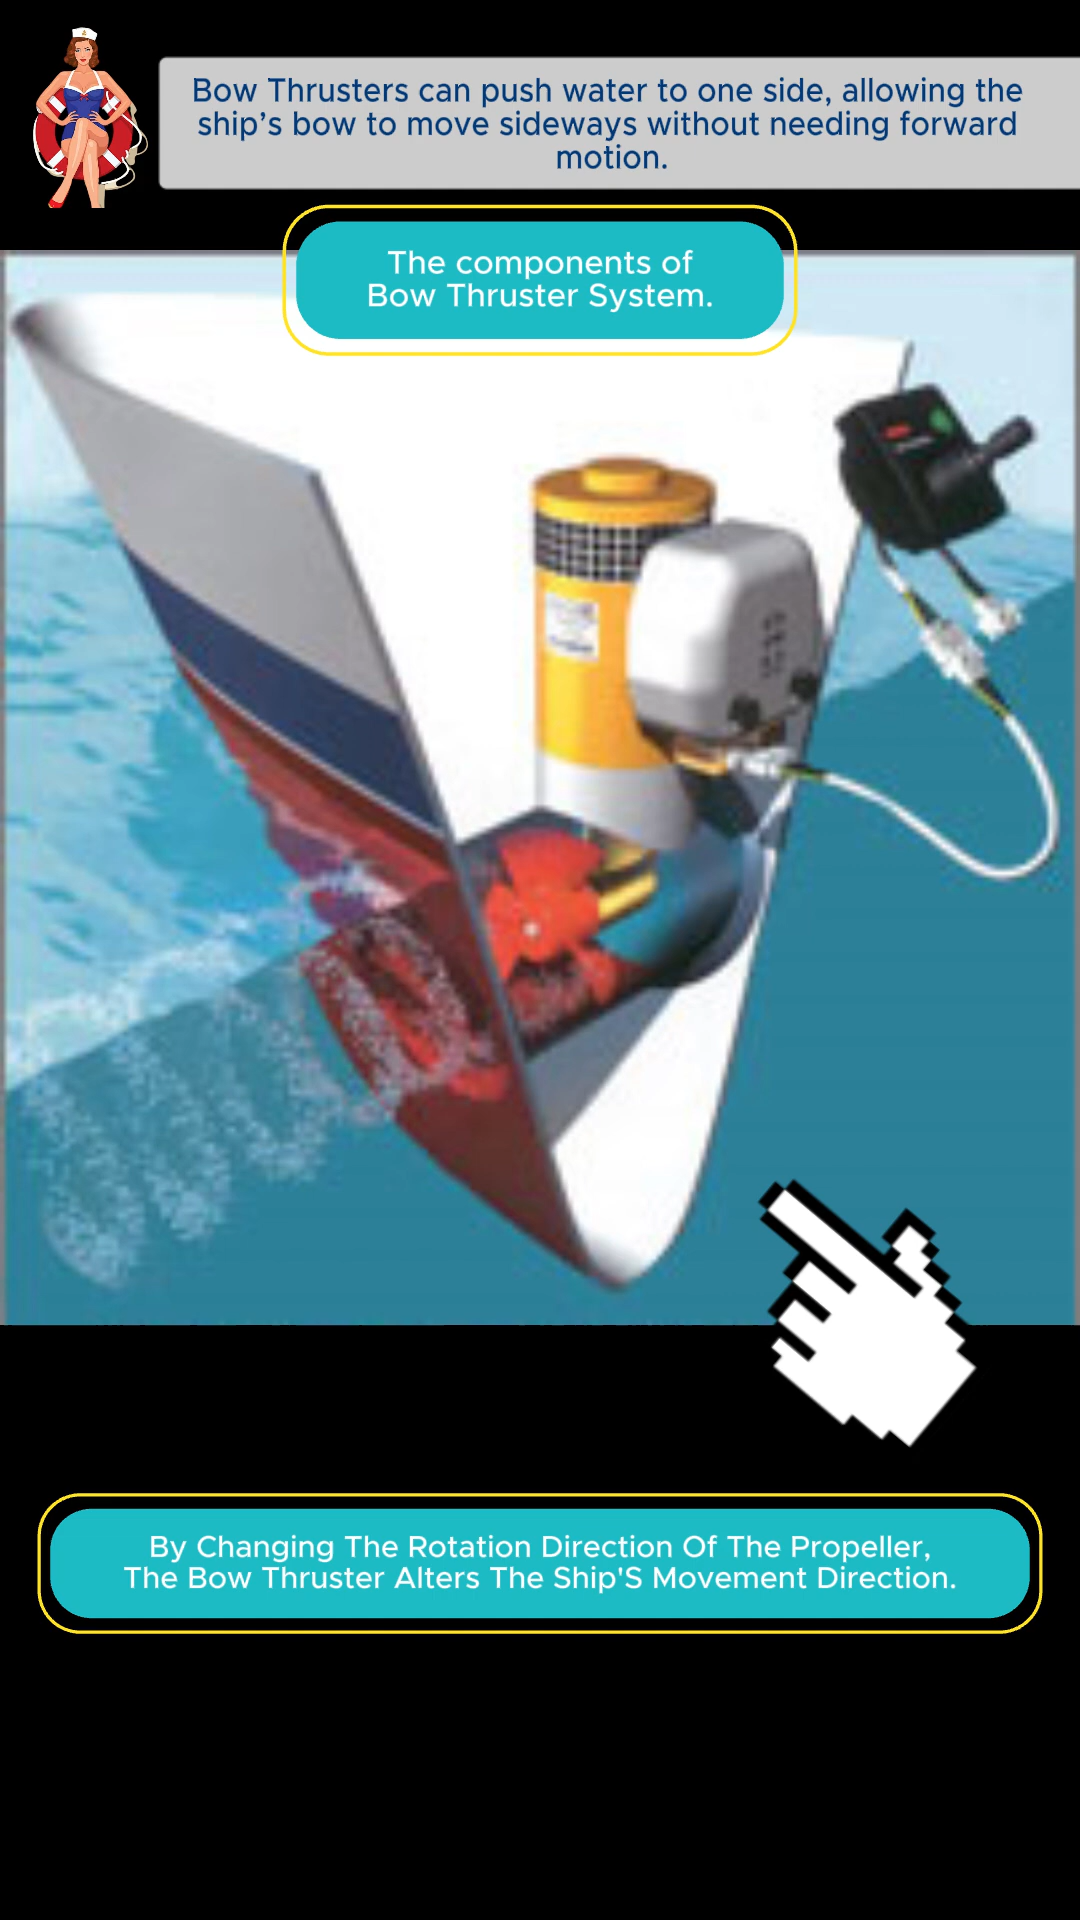 Bow Thrusters can push water to one side, allowing the
ship’s bow to move sideways without needing forward
motion.
The components of
Bow Thruster System.
By Changing The Rotation Direction Of The Propeller,
The Bow Thruster Alters The Ship'S Movement Direction.